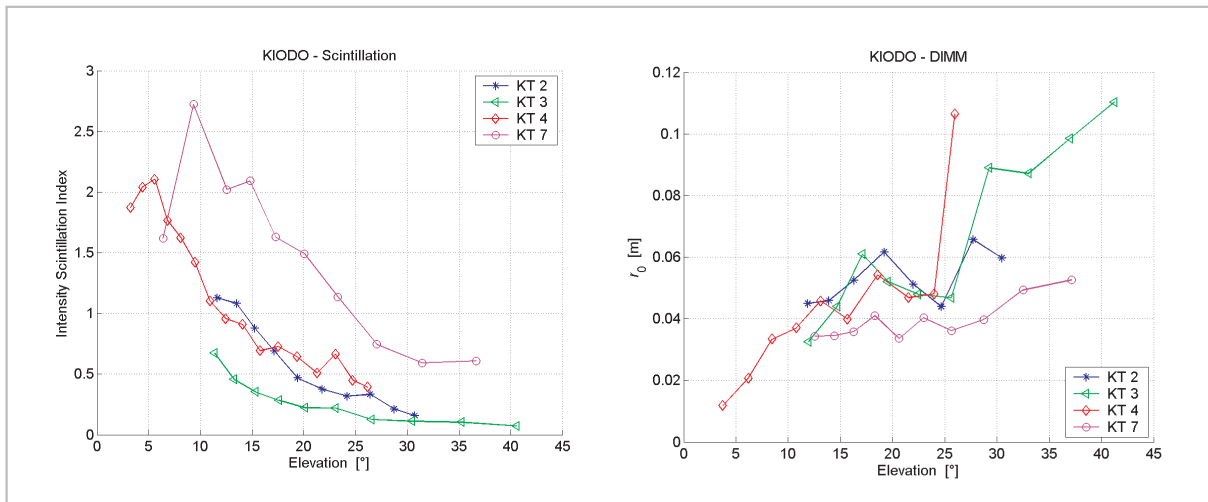 KIODO - Scintillation
3
2.5
2
1.5
1
0.5
0
Intensity Scintillation Index
KT 2
KT 3
KT 4
KT 7
0 5 10 15 20 25 30 35 40 45
Elevation [°]
KIODO - DIMM
0.12
0.1
0.08
0.06
0.04
0.02
0
r0 [m]
KT 2
KT 3
KT 4
KT 7
0 5 10 15 20 25 30 35 40 45
Elevation [°]